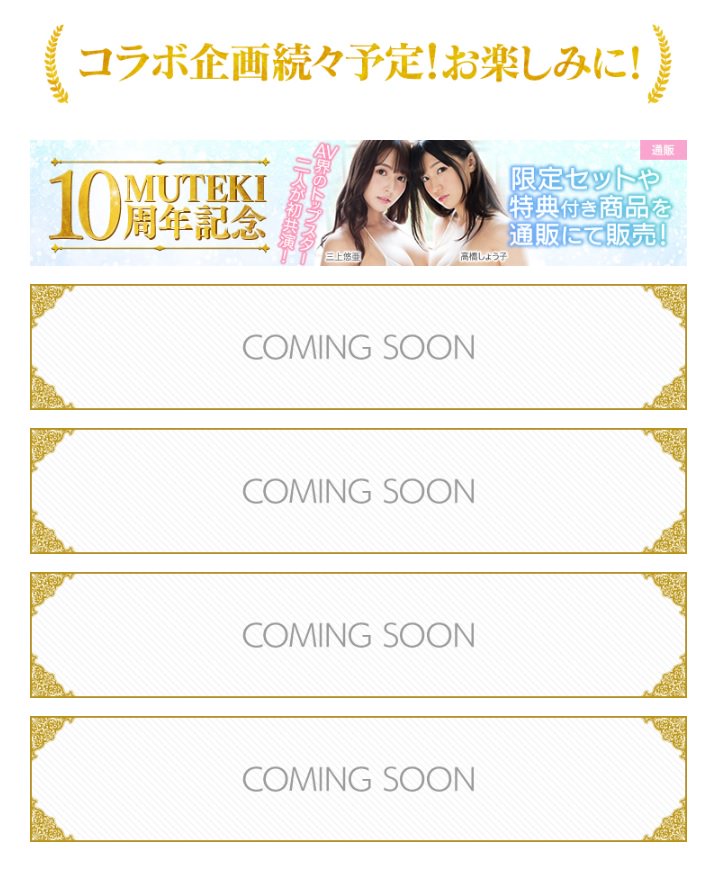 コラボ企画続々予定!お楽しみに!
10
MUTEKI
周年記念
AV界のトップスター
二人が初共演!
三上悠亜
高橋しょう子
通販
限定セットや
特典付き商品を
通販にて販売!
COMING SOON
COMING SOON
COMING SOON
COMING SOON